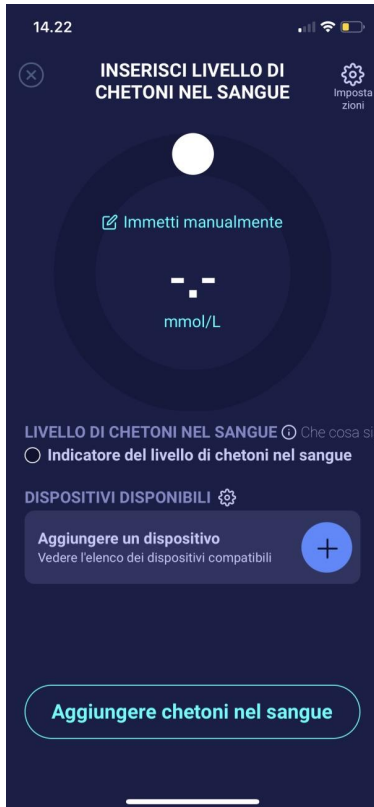 14.22
INSERISCI LIVELLO DI
CHETONI NEL SANGUE
Imposta
zioni
Immetti manualmente
-.-
mmol/L
LIVELLO DI CHETONI NEL SANGUE Che cosa si
Indicatore del livello di chetoni nel sangue
DISPOSITIVI DISPONIBILI
Aggiungere un dispositivo
Vedere l'elenco dei dispositivi compatibili
+
Aggiungere chetoni nel sangue